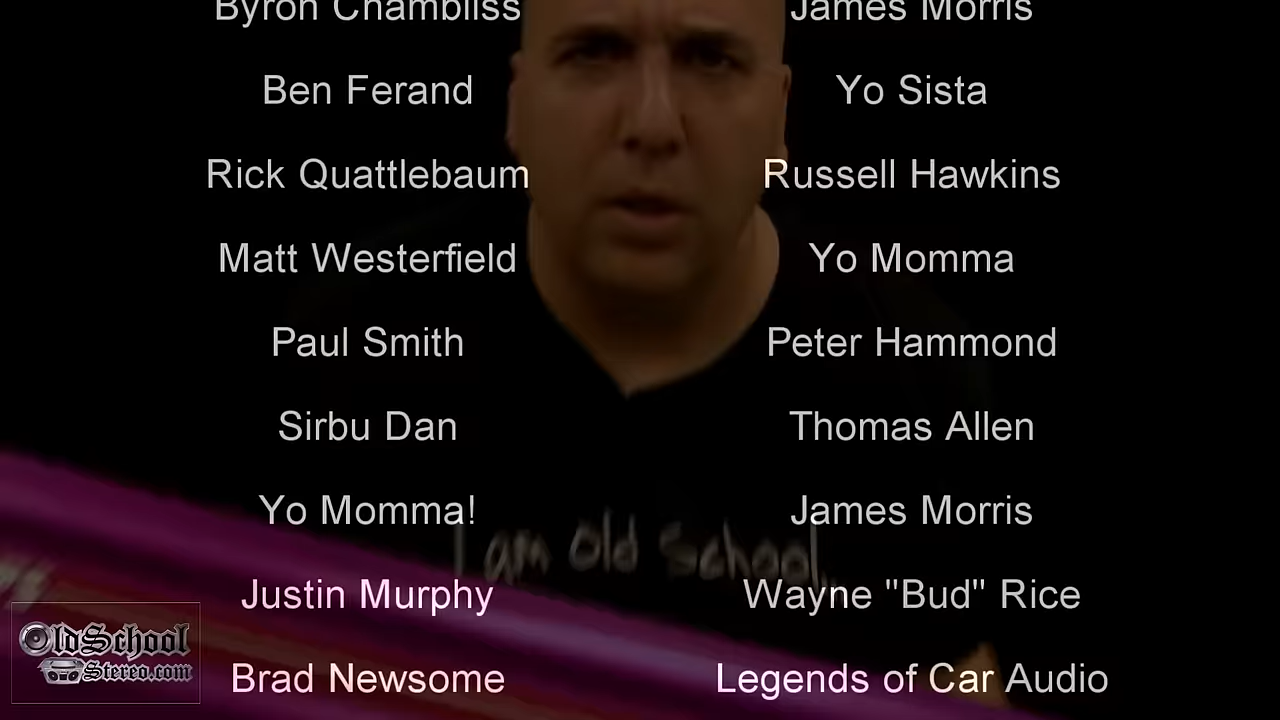 Byron Chambliss James Morris
Ben Ferand Yo Sista
Rick Quattlebaum Russell Hawkins
Matt Westerfield Yo Momma
Paul Smith Peter Hammond
Sirbu Dan Thomas Allen
Yo Momma! James Morris
I am Old School.
Justin Murphy Wayne "Bud" Rice
OldSchool
Stereo.com
Brad Newsome Legends of Car Audio